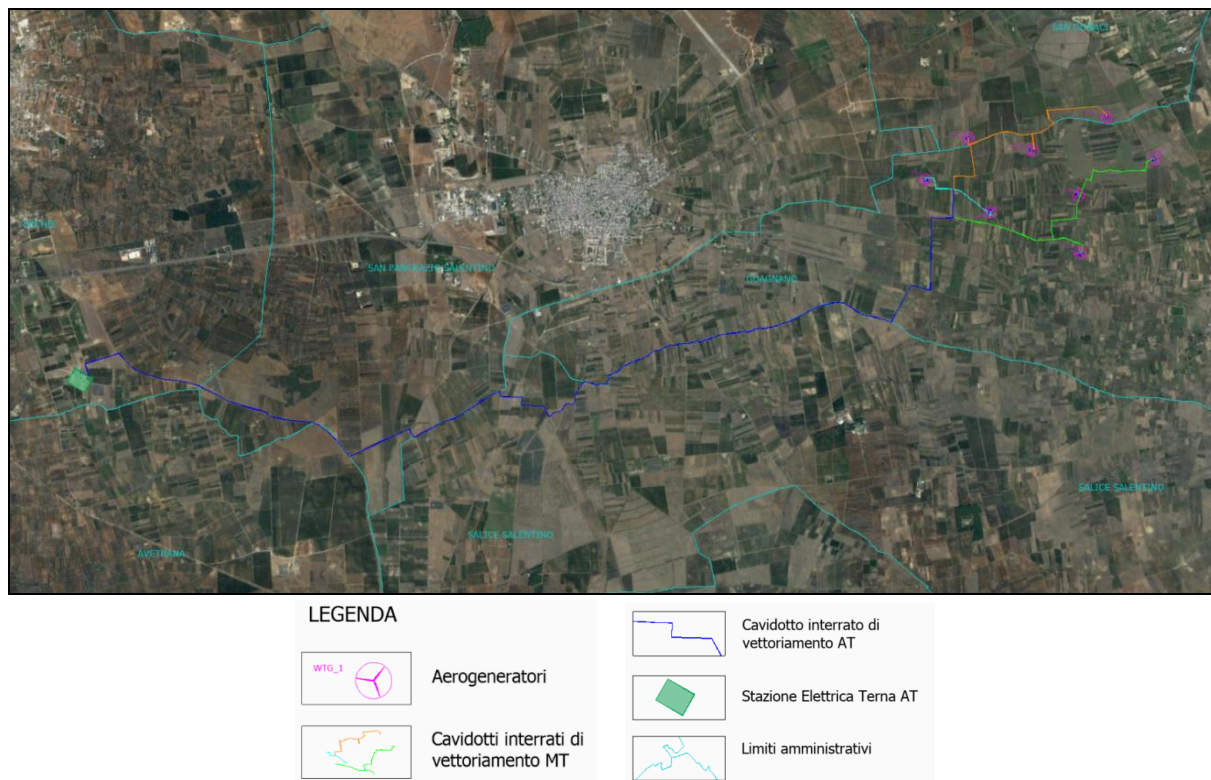 SAN DONACI
ERCHIE
SAN PANCRAZIO SALENTINO
GUAGNANO
SALICE SALENTINO
SALICE SALENTINO
AVETRANA
LEGENDA
WTG_1
Aerogeneratori
Cavidotti interrati di
vettoriamento MT
Cavidotto interrato di
vettoriamento AT
Stazione Elettrica Terna AT
Limiti amministrativi